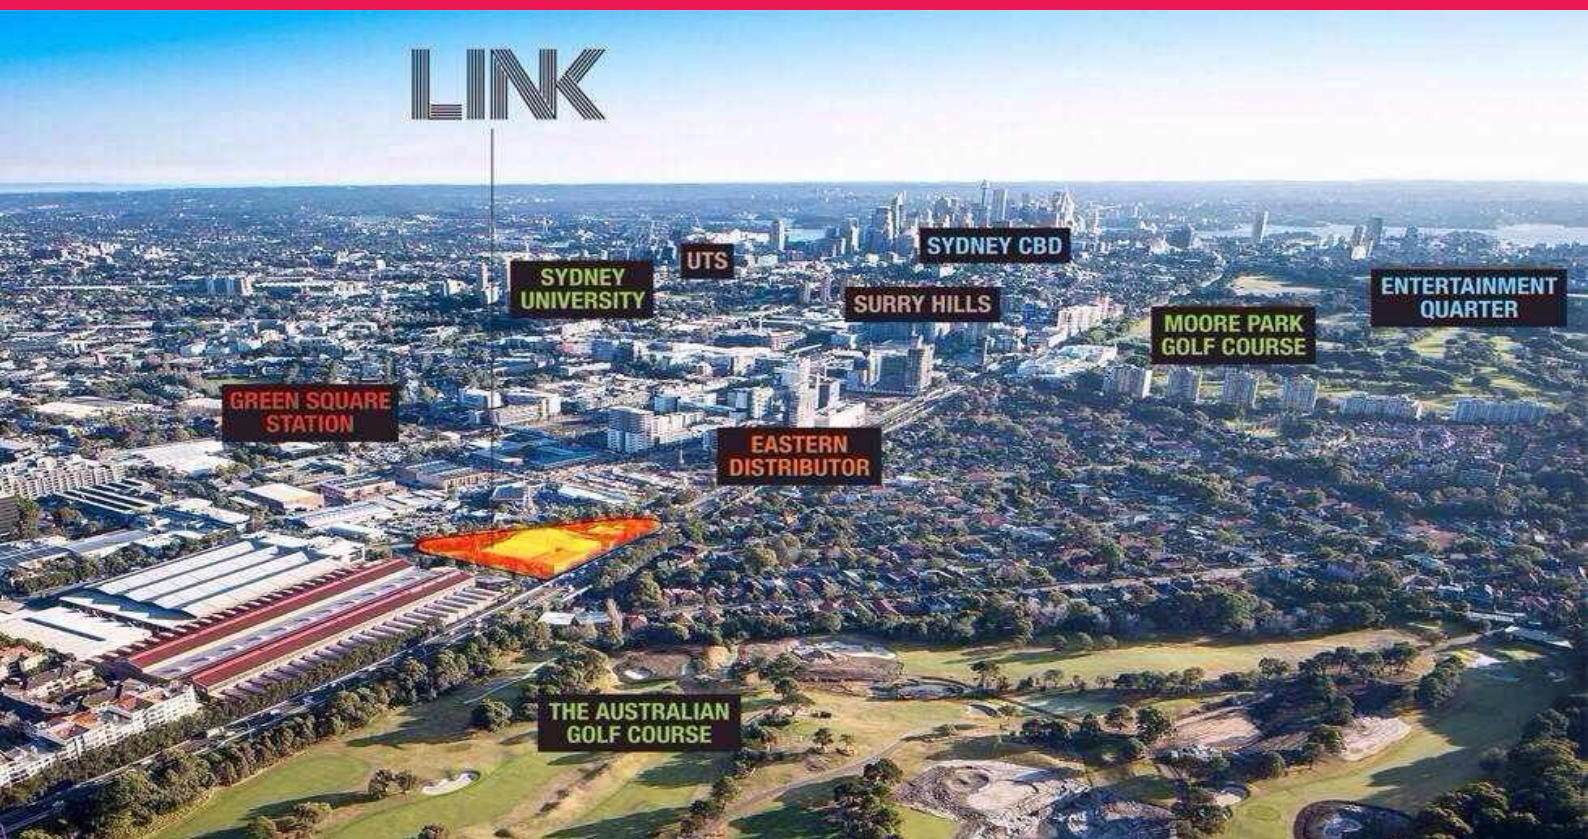 LINK
UTS
SYDNEY CBD
SYDNEY
UNIVERSITY
SURRY HILLS
ENTERTAINMENT
QUARTER
MOORE PARK
GOLF COURSE
GREEN SQUARE
STATION
EASTERN
DISTRIBUTOR
THE AUSTRALIAN
GOLF COURSE